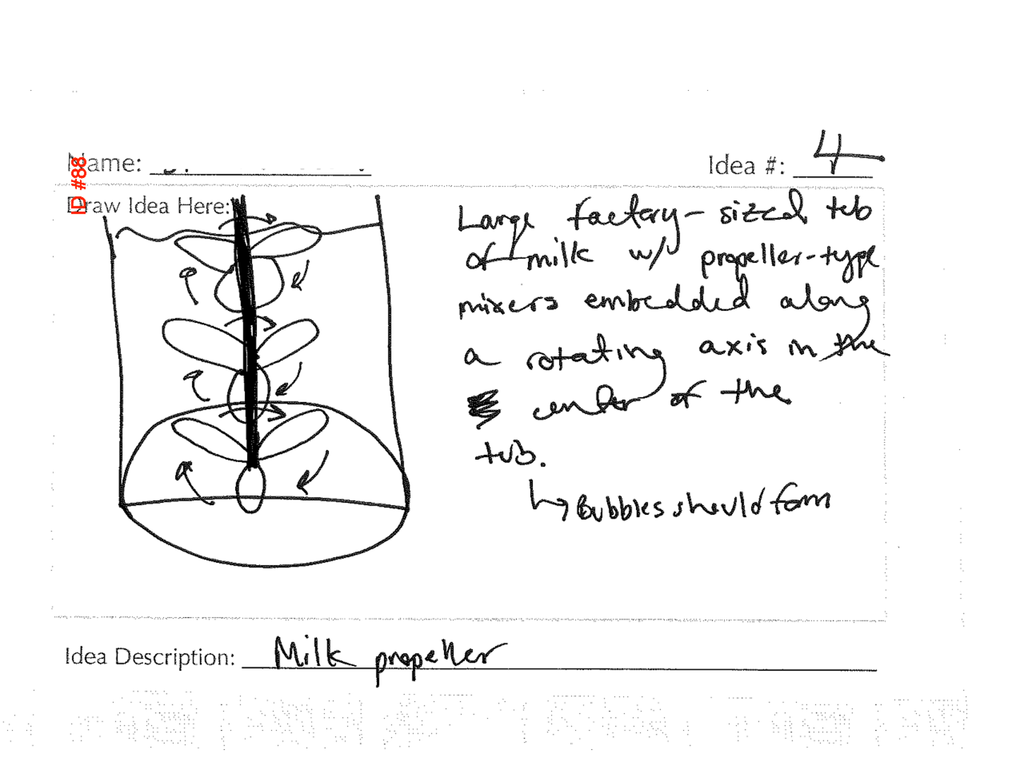 Name:
ID #88
Idea #: 4
Draw Idea Here:
Large factory-sized tub
of milk w/ propeller-type
mixers embedded along
a rotating axis in the
center of the
tub.
↳ Bubbles should form
Idea Description: Milk propeller